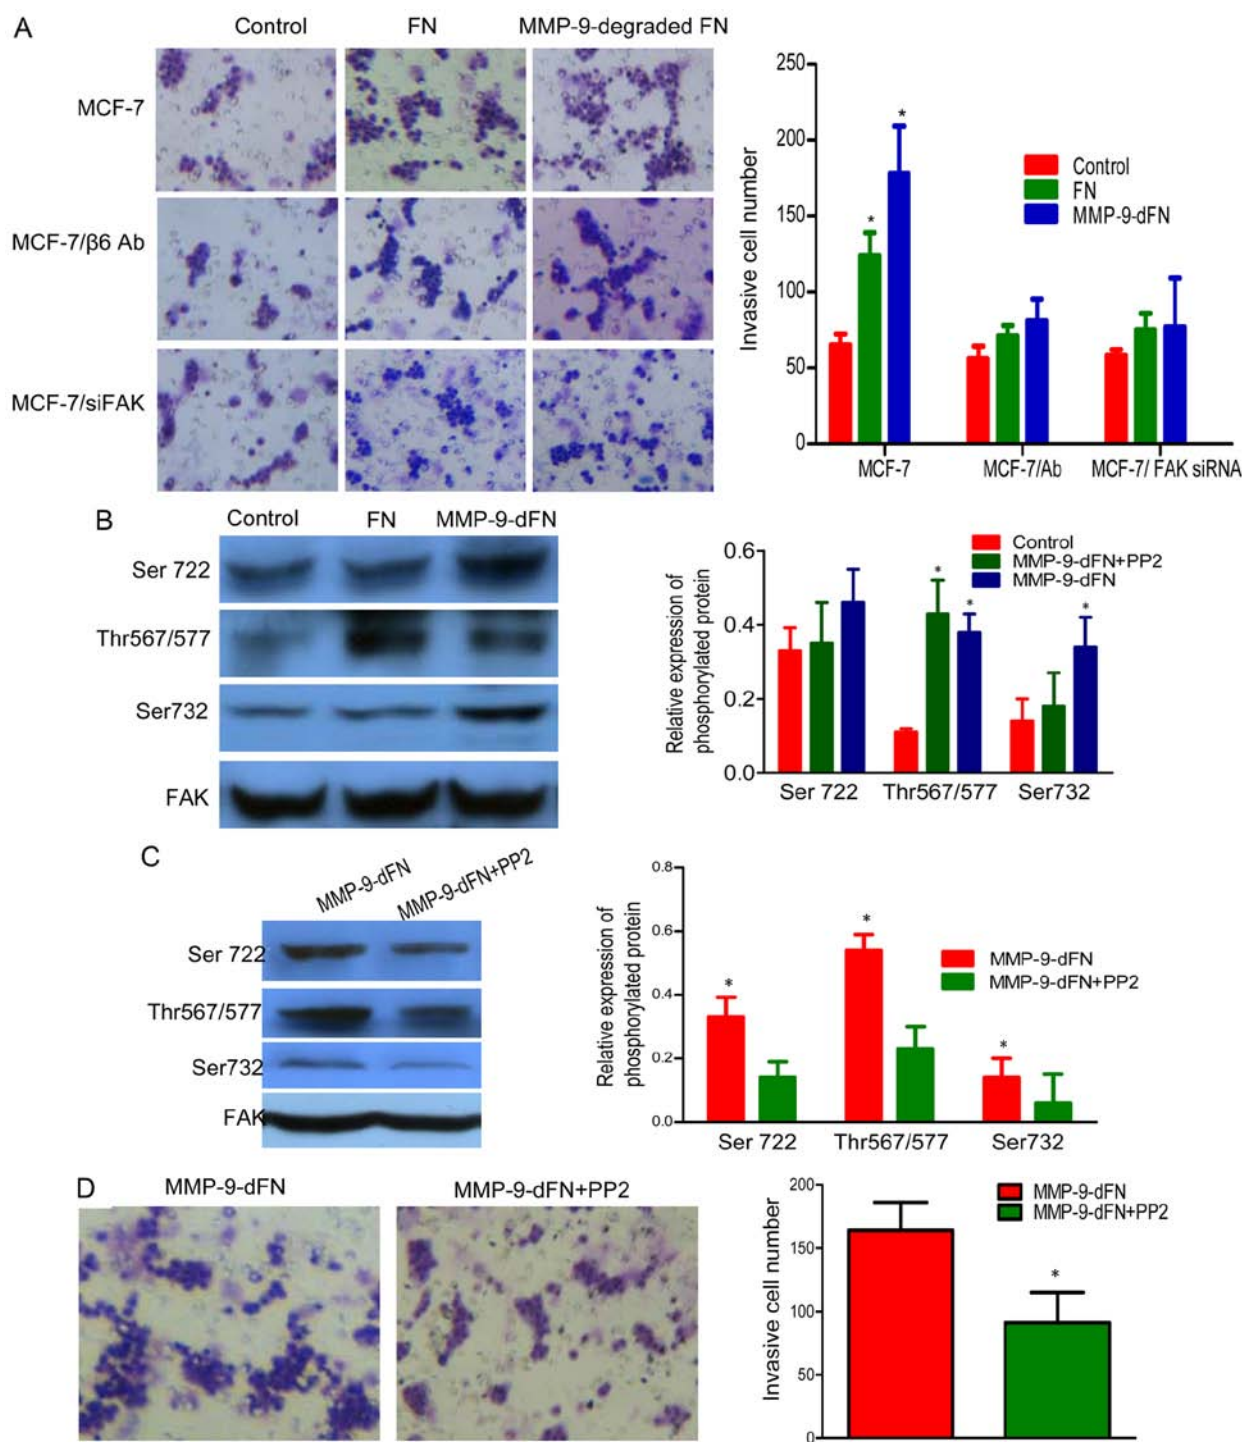 A
Control
FN
MMP-9-degraded FN
MCF-7
MCF-7/β6 Ab
MCF-7/siFAK
Invasive cell number
250
200
150
100
50
0
*
*
Control
FN
MMP-9-dFN
MCF-7
MCF-7/Ab
MCF-7/ FAK siRNA
B
Control
FN
MMP-9-dFN
Ser 722
Thr567/577
Ser732
FAK
Relative expression of
phosphorylated protein
0.6
0.4
0.2
0.0
*
*
*
Control
MMP-9-dFN+PP2
MMP-9-dFN
Ser 722
Thr567/577
Ser732
C
MMP-9-dFN
MMP-9-dFN+PP2
Ser 722
Thr567/577
Ser732
FAK
Relative expression of
phosphorylated protein
0.8
0.6
0.4
0.2
0.0
*
*
*
MMP-9-dFN
MMP-9-dFN+PP2
Ser 722
Thr567/577
Ser732
D
MMP-9-dFN
MMP-9-dFN+PP2
Invasive cell number
200
150
100
50
0
*
MMP-9-dFN
MMP-9-dFN+PP2